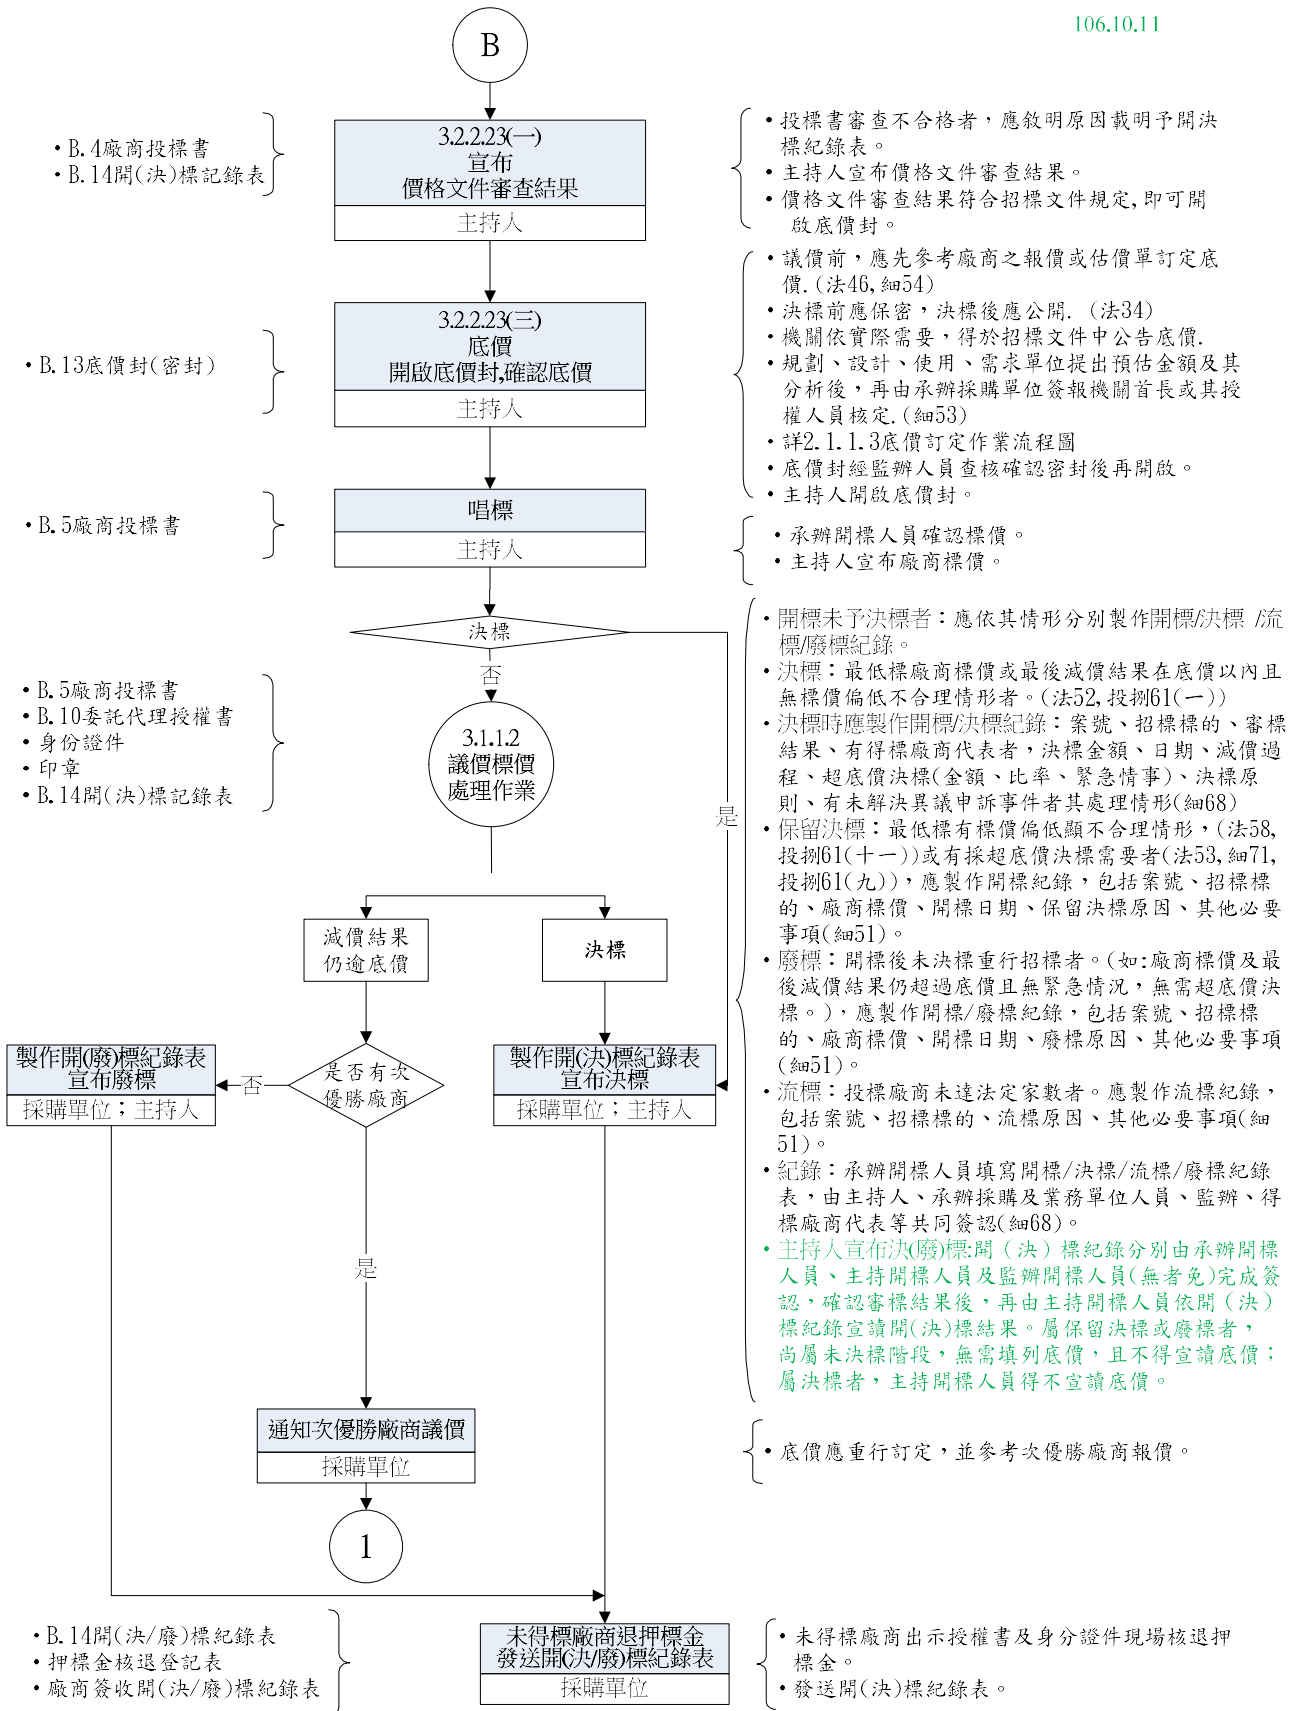 106.10.11
B
• B.4廠商投標書
• B.14開(決)標記錄表
3.2.2.23(一)
宣布
價格文件審查結果
主持人
• 投標書審查不合格者，應敘明原因載明予開決
標紀錄表。
• 主持人宣布價格文件審查結果。
• 價格文件審查結果符合招標文件規定,即可開
啟底價封。
• B.13底價封(密封)
3.2.2.23(三)
底價
開啟底價封,確認底價
主持人
• 議價前，應先參考廠商之報價或估價單訂定底
價.(法46,細54)
• 決標前應保密，決標後應公開. (法34)
• 機關依實際需要，得於招標文件中公告底價.
• 規劃、設計、使用、需求單位提出預估金額及其
分析後，再由承辦採購單位簽報機關首長或其授
權人員核定.(細53)
• 詳2.1.1.3底價訂定作業流程圖
• 底價封經監辦人員查核確認密封後再開啟。
• 主持人開啟底價封。
• B.5廠商投標書
唱標
主持人
• 承辦開標人員確認標價。
• 主持人宣布廠商標價。
決標
否
是
• B.5廠商投標書
• B.10委託代理授權書
• 身份證件
• 印章
• B.14開(決)標記錄表
3.1.1.2
議價標價
處理作業
減價結果
仍逾底價
決標
製作開(廢)標紀錄表
宣布廢標
採購單位；主持人
否
是否有次
優勝廠商
製作開(決)標紀錄表
宣布決標
採購單位；主持人
是
• 開標未予決標者：應依其情形分別製作開標/決標 /流
標/廢標紀錄。
• 決標：最低標廠商標價或最後減價結果在底價以內且
無標價偏低不合理情形者。(法52,投捌61(一))
• 決標時應製作開標/決標紀錄：案號、招標標的、審標
結果、有得標廠商代表者，決標金額、日期、減價過
程、超底價決標(金額、比率、緊急情事)、決標原
則、有未解決異議申訴事件者其處理情形(細68)
• 保留決標：最低標有標價偏低顯不合理情形，(法58,
投捌61(十一))或有採超底價決標需要者(法53,細71,
投捌61(九))，應製作開標紀錄，包括案號、招標標
的、廠商標價、開標日期、保留決標原因、其他必要
事項(細51)。
• 廢標：開標後未決標重行招標者。(如:廠商標價及最
後減價結果仍超過底價且無緊急情況，無需超底價決
標。)，應製作開標/廢標紀錄，包括案號、招標標
的、廠商標價、開標日期、廢標原因、其他必要事項
(細51)。
• 流標：投標廠商未達法定家數者。應製作流標紀錄，
包括案號、招標標的、流標原因、其他必要事項(細
51)。
• 紀錄：承辦開標人員填寫開標/決標/流標/廢標紀錄
表，由主持人、承辦採購及業務單位人員、監辦、得
標廠商代表等共同簽認(細68)。
• 主持人宣布決(廢)標:開（決）標紀錄分別由承辦開標
人員、主持開標人員及監辦開標人員(無者免)完成簽
認，確認審標結果後，再由主持開標人員依開（決）
標紀錄宣讀開(決)標結果。屬保留決標或廢標者，
尚屬未決標階段，無需填列底價，且不得宣讀底價；
屬決標者，主持開標人員得不宣讀底價。
通知次優勝廠商議價
採購單位
• 底價應重行訂定，並參考次優勝廠商報價。
1
• B.14開(決/廢)標紀錄表
• 押標金核退登記表
• 廠商簽收開(決/廢)標紀錄表
未得標廠商退押標金
發送開(決/廢)標紀錄表
採購單位
• 未得標廠商出示授權書及身分證件現場核退押
標金。
• 發送開(決)標紀錄表。